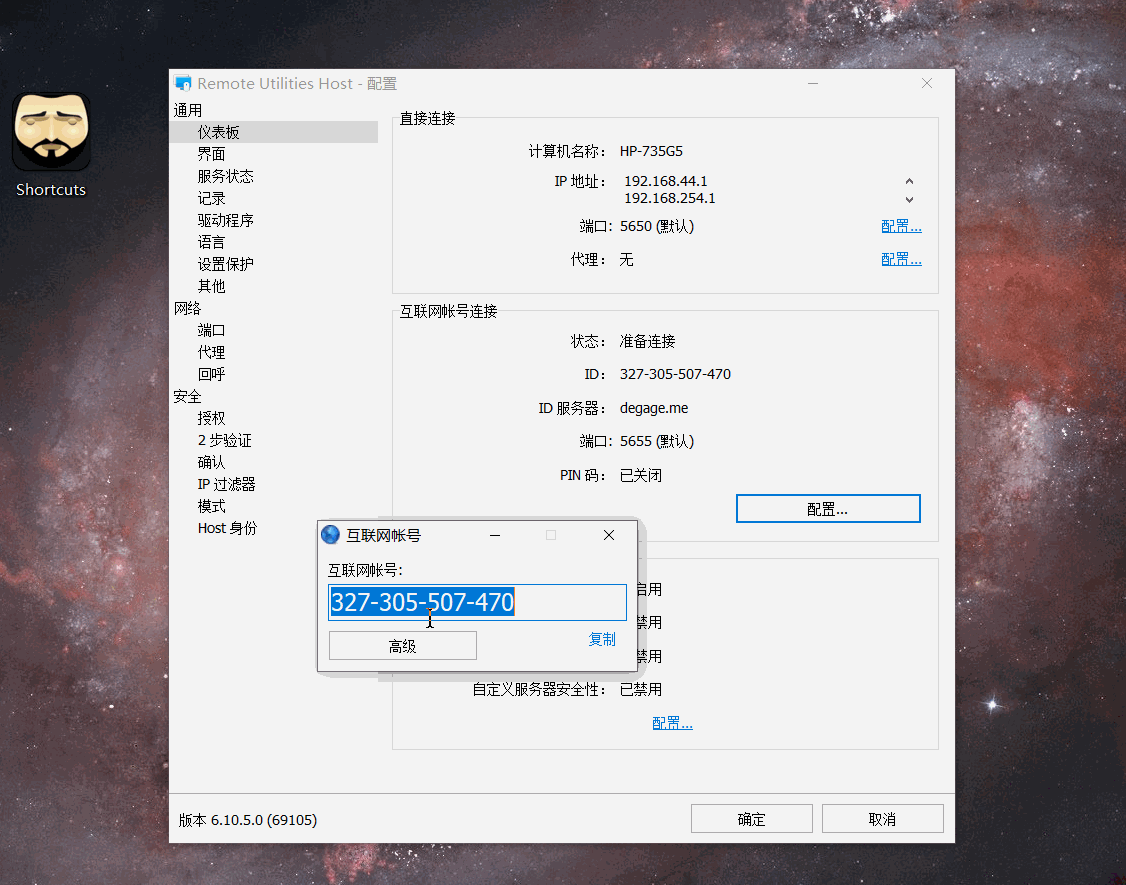 Shortcuts
Remote Utilities Host - 配置
通用
仪表板
界面
服务状态
记录
驱动程序
语言
设置保护
其他
网络
端口
代理
回呼
安全
授权
2 步验证
确认
IP 过滤器
模式
Host 身份
直接连接
计算机名称: HP-735G5
IP 地址: 192.168.44.1
192.168.254.1
端口: 5650 (默认) 配置...
代理: 无 配置...
互联网帐号连接
状态: 准备连接
ID: 327-305-507-470
ID 服务器: degage.me
端口: 5655 (默认)
PIN 码: 已关闭
配置...
互联网帐号
互联网帐号:
327-305-507-470
高级 复制
启用
禁用
禁用
自定义服务器安全性: 已禁用
配置...
版本 6.10.5.0 (69105) 确定 取消